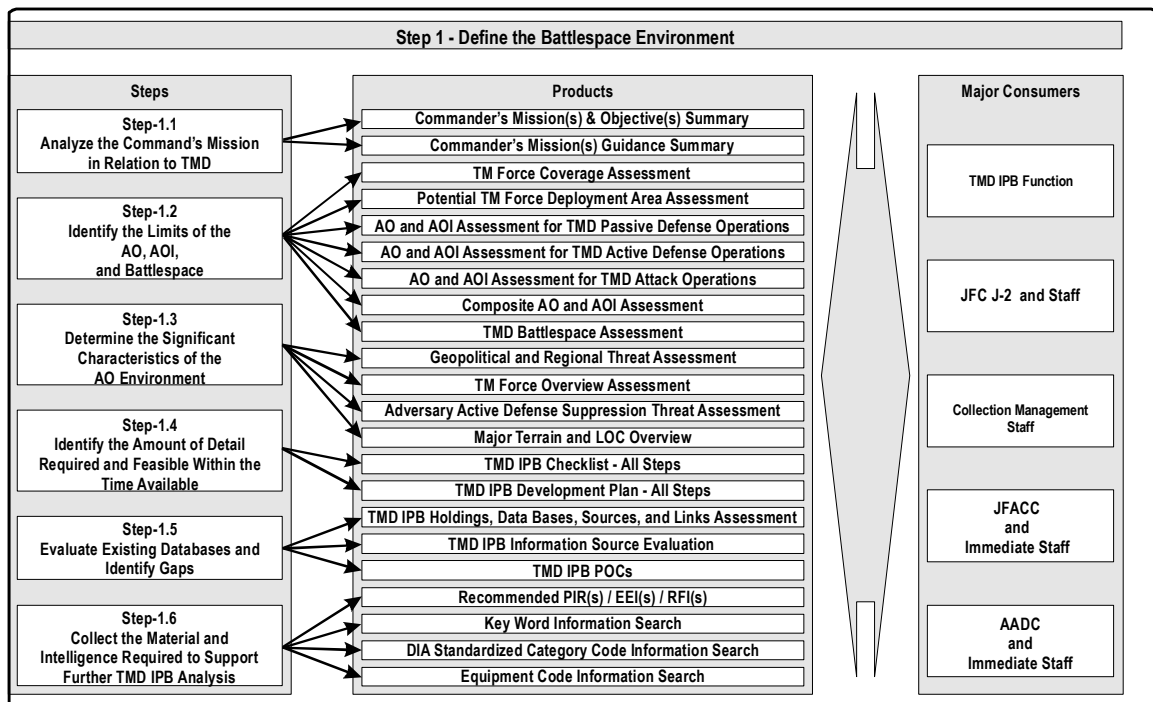 Step 1 - Define the Battlespace Environment
Steps
Step-1.1
Analyze the Command's Mission
in Relation to TMD
Step-1.2
Identify the Limits of the
AO, AOI,
and Battlespace
Step-1.3
Determine the Significant
Characteristics of the
AO Environment
Step-1.4
Identify the Amount of Detail
Required and Feasible Within the
Time Available
Step-1.5
Evaluate Existing Databases and
Identify Gaps
Step-1.6
Collect the Material and
Intelligence Required to Support
Further TMD IPB Analysis
Products
Commander's Mission(s) & Objective(s) Summary
Commander's Mission(s) Guidance Summary
TM Force Coverage Assessment
Potential TM Force Deployment Area Assessment
AO and AOI Assessment for TMD Passive Defense Operations
AO and AOI Assessment for TMD Active Defense Operations
AO and AOI Assessment for TMD Attack Operations
Composite AO and AOI Assessment
TMD Battlespace Assessment
Geopolitical and Regional Threat Assessment
TM Force Overview Assessment
Adversary Active Defense Suppression Threat Assessment
Major Terrain and LOC Overview
TMD IPB Checklist - All Steps
TMD IPB Development Plan - All Steps
TMD IPB Holdings, Data Bases, Sources, and Links Assessment
TMD IPB Information Source Evaluation
TMD IPB POCs
Recommended PIR(s) / EEI(s) / RFI(s)
Key Word Information Search
DIA Standardized Category Code Information Search
Equipment Code Information Search
Major Consumers
TMD IPB Function
JFC J-2 and Staff
Collection Management
Staff
JFACC
and
Immediate Staff
AADC
and
Immediate Staff